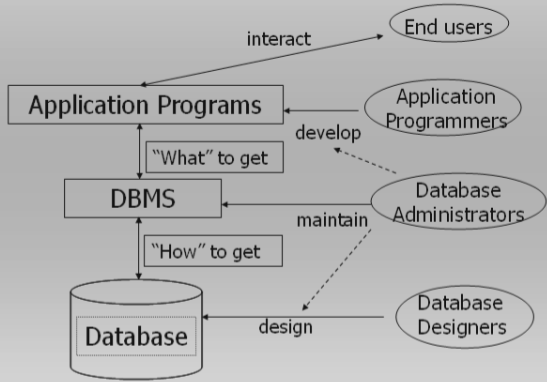 End users
interact
Application Programs
Application
Programmers
develop
"What" to get
DBMS
Database
Administrators
maintain
"How" to get
Database
Database
Designers
design